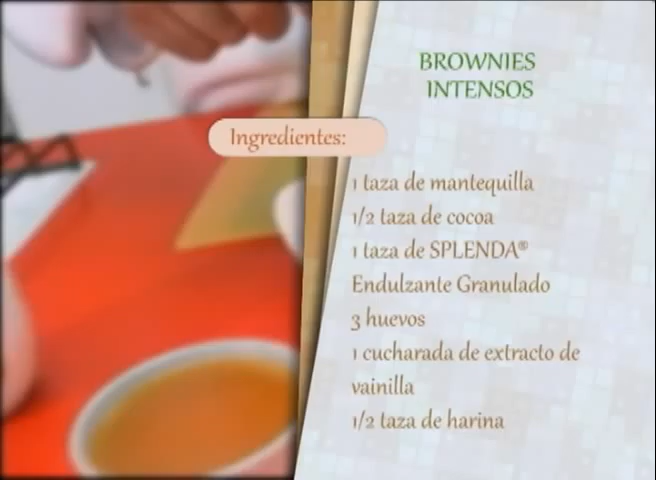 BROWNIES
INTENSOS
Ingredientes:
1 taza de mantequilla
1/2 taza de cocoa
1 taza de SPLENDA®
Endulzante Granulado
3 huevos
1 cucharada de extracto de
vainilla
1/2 taza de harina